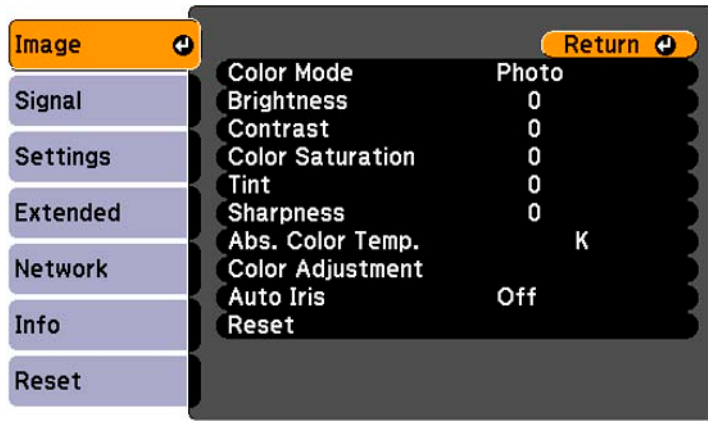 Image
Signal
Settings
Extended
Network
Info
Reset
Return
Color Mode Photo
Brightness 0
Contrast 0
Color Saturation 0
Tint 0
Sharpness 0
Abs. Color Temp. K
Color Adjustment
Auto Iris Off
Reset